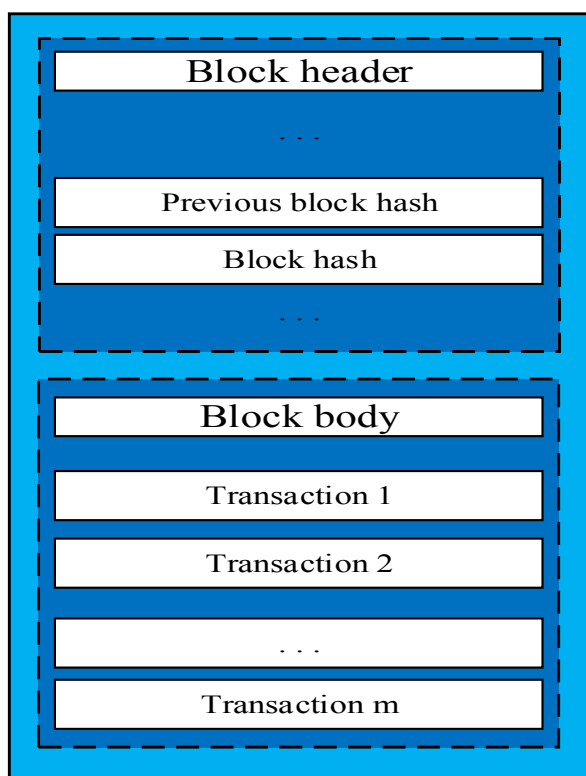 Block header
. . .
Previous block hash
Block hash
. . .
Block body
Transaction 1
Transaction 2
. . .
Transaction m